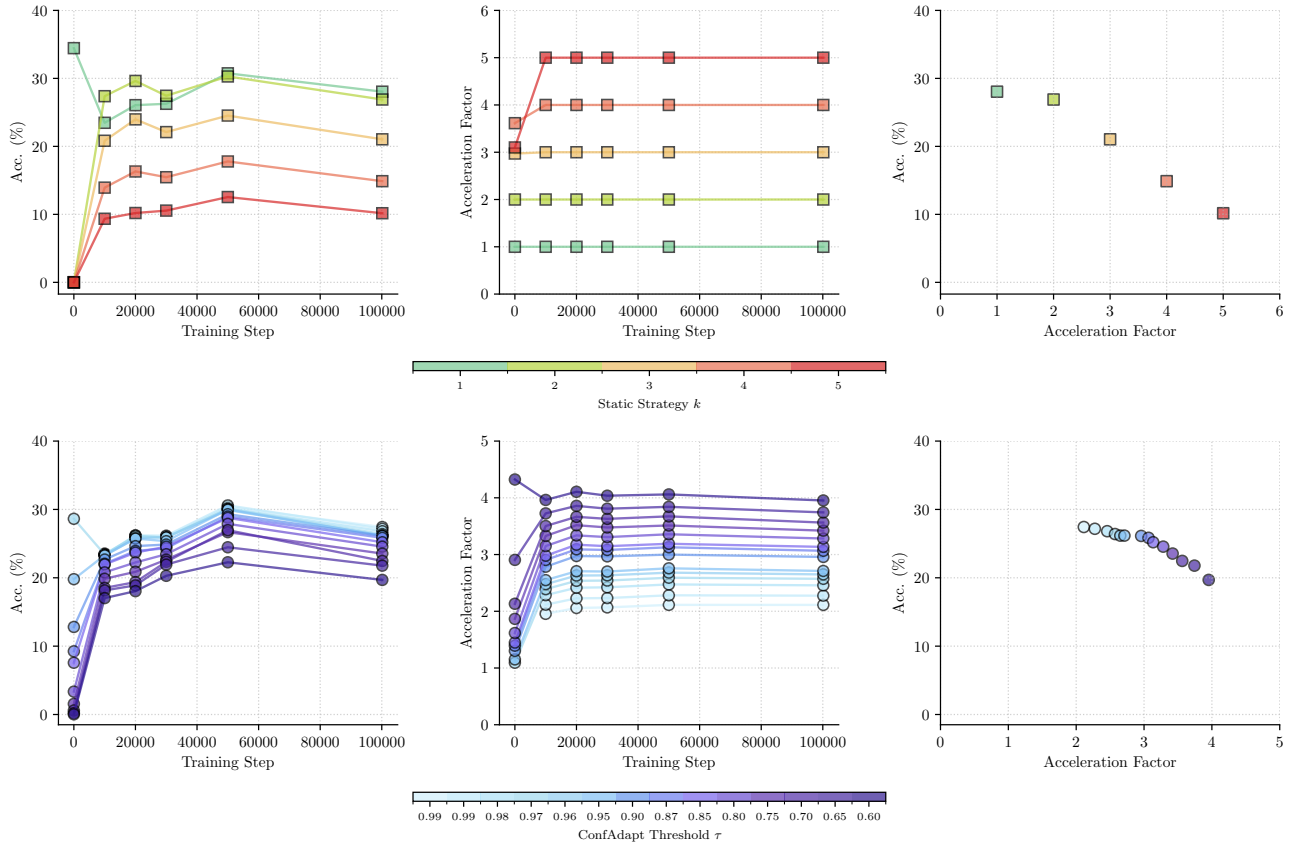 40
30
20
10
0
Acc. (%)
0 20000 40000 60000 80000 100000
Training Step
6
5
4
3
2
1
0
Acceleration Factor
0 20000 40000 60000 80000 100000
Training Step
40
30
20
10
0
Acc. (%)
0 1 2 3 4 5 6
Acceleration Factor
1 2 3 4 5
Static Strategy k
40
30
20
10
0
Acc. (%)
0 20000 40000 60000 80000 100000
Training Step
5
4
3
2
1
0
Acceleration Factor
0 20000 40000 60000 80000 100000
Training Step
40
30
20
10
0
Acc. (%)
0 1 2 3 4 5
Acceleration Factor
0.99 0.99 0.98 0.97 0.96 0.95 0.90 0.87 0.85 0.80 0.75 0.70 0.65 0.60
ConfAdapt Threshold τ